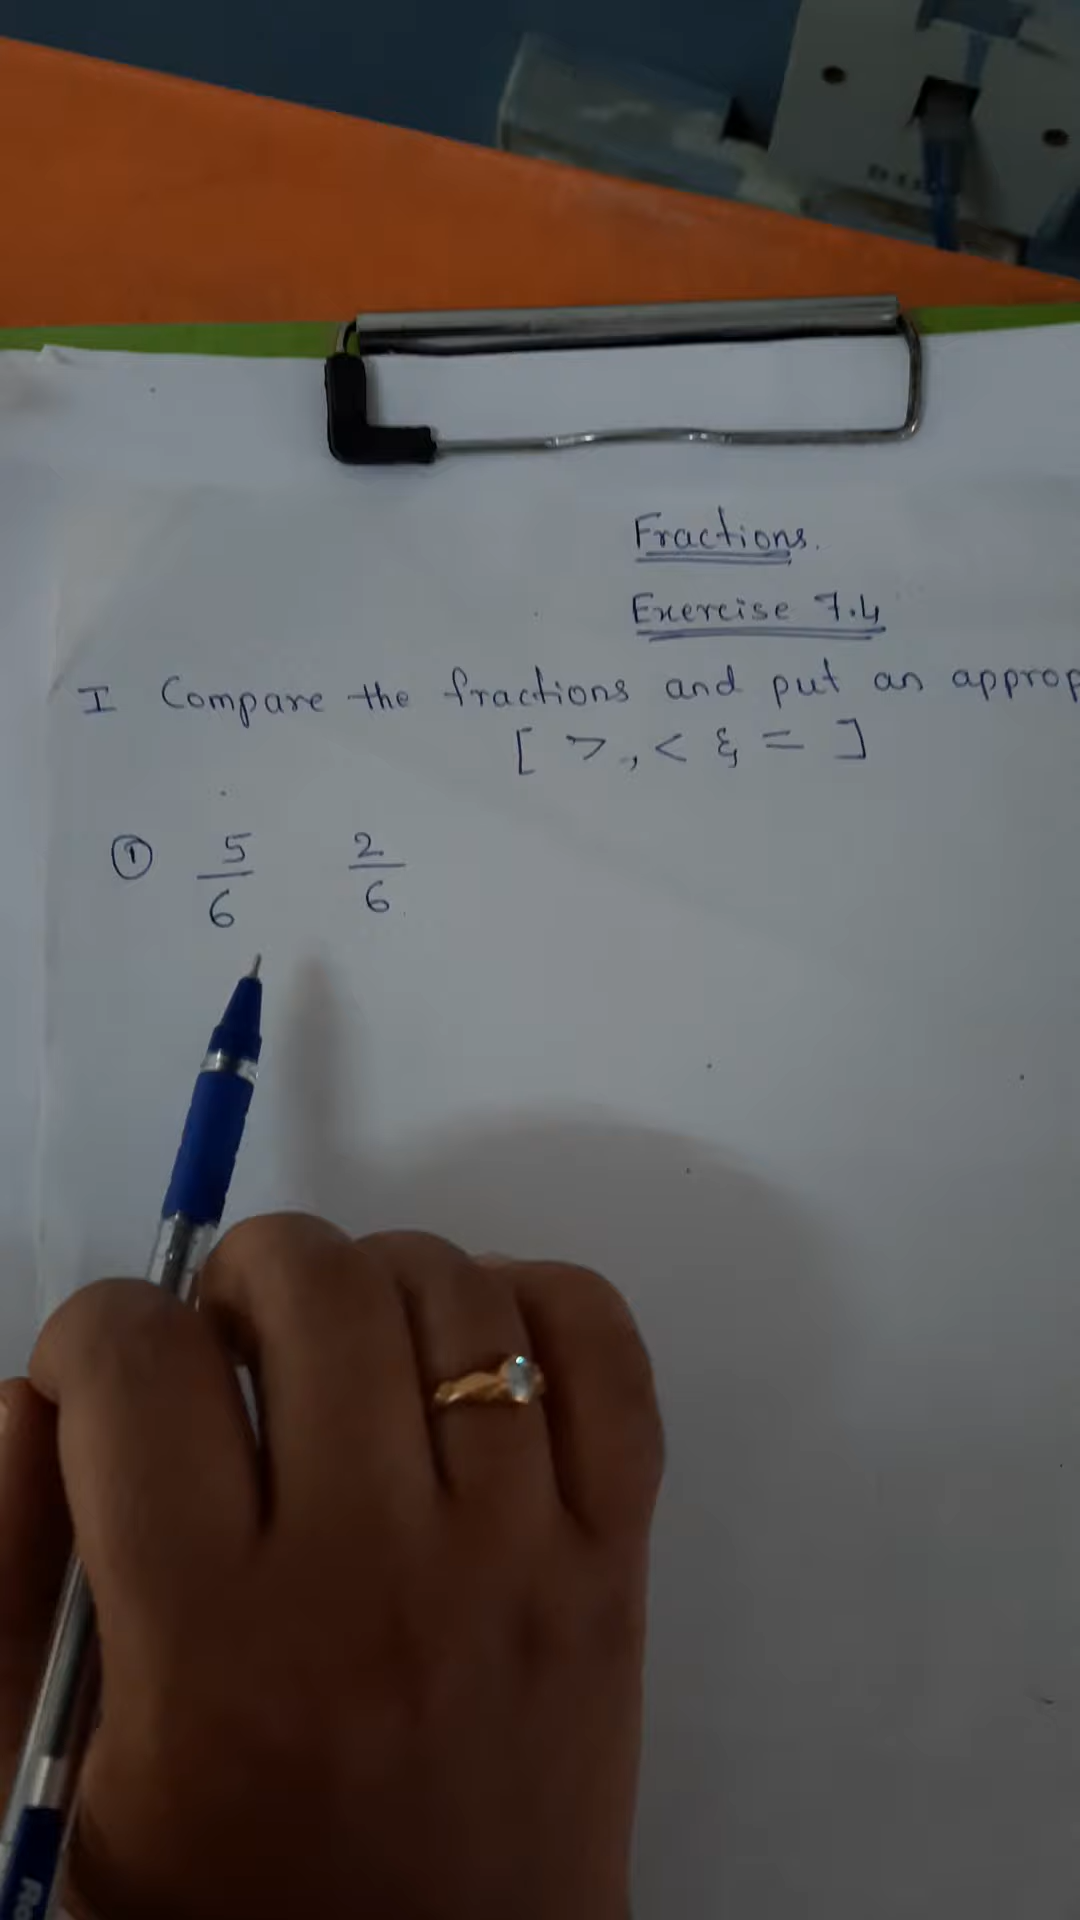 Fractions.
Exercise 7.4
I Compare the fractions and put an approp
[ >, < & = ]
① 5/6 2/6